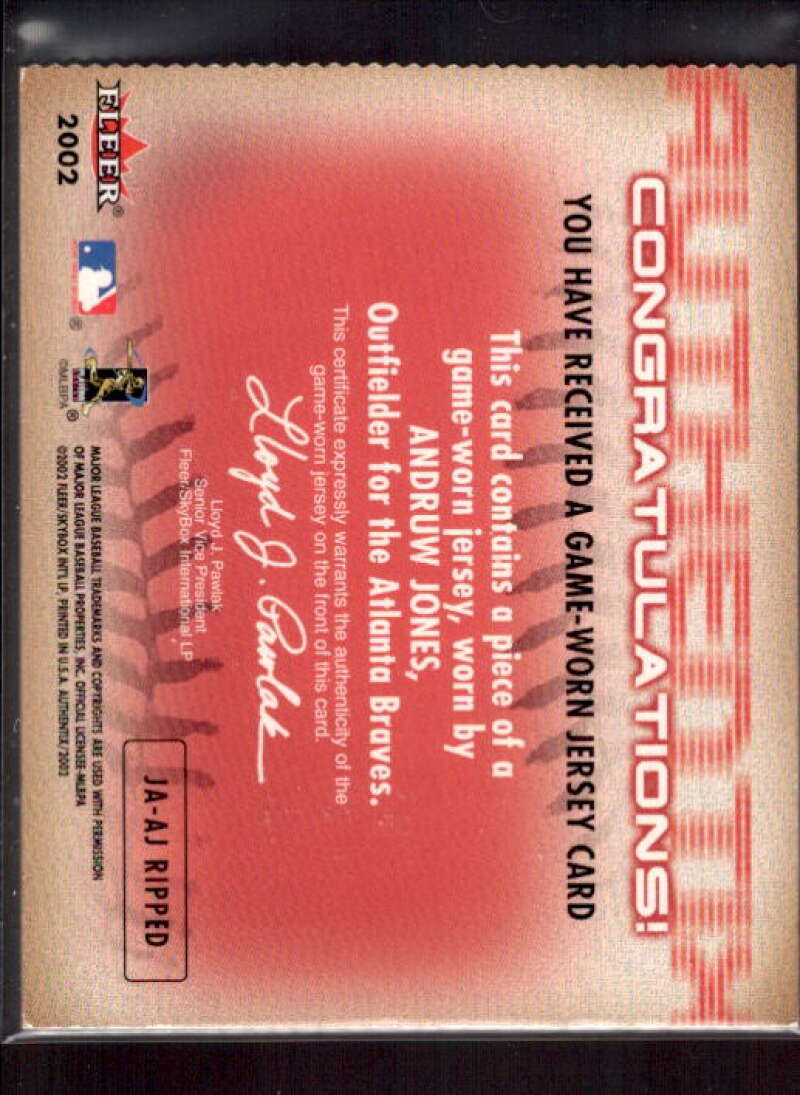 CONGRATULATIONS!
YOU HAVE RECEIVED A GAME-WORN JERSEY CARD
This card contains a piece of a
game-worn jersey, worn by
ANDRUW JONES,
Outfielder for the Atlanta Braves.
This certificate expressly warrants the authenticity of the
game-worn jersey on the front of this card.
Lloyd J. Pawlak
Lloyd J. Pawlak
Senior Vice President
Fleer/SkyBox International LP
FLEER®
2002
®
©MLBPA ®
MAJOR LEAGUE BASEBALL TRADEMARKS AND COPYRIGHTS ARE USED WITH PERMISSION
OF MAJOR LEAGUE BASEBALL PROPERTIES, INC. OFFICIAL LICENSEE-MLBPA
©2002 FLEER/SKYBOX INT'L LP, PRINTED IN U.S.A. AUTHENTIX/2002
JA-AJ RIPPED